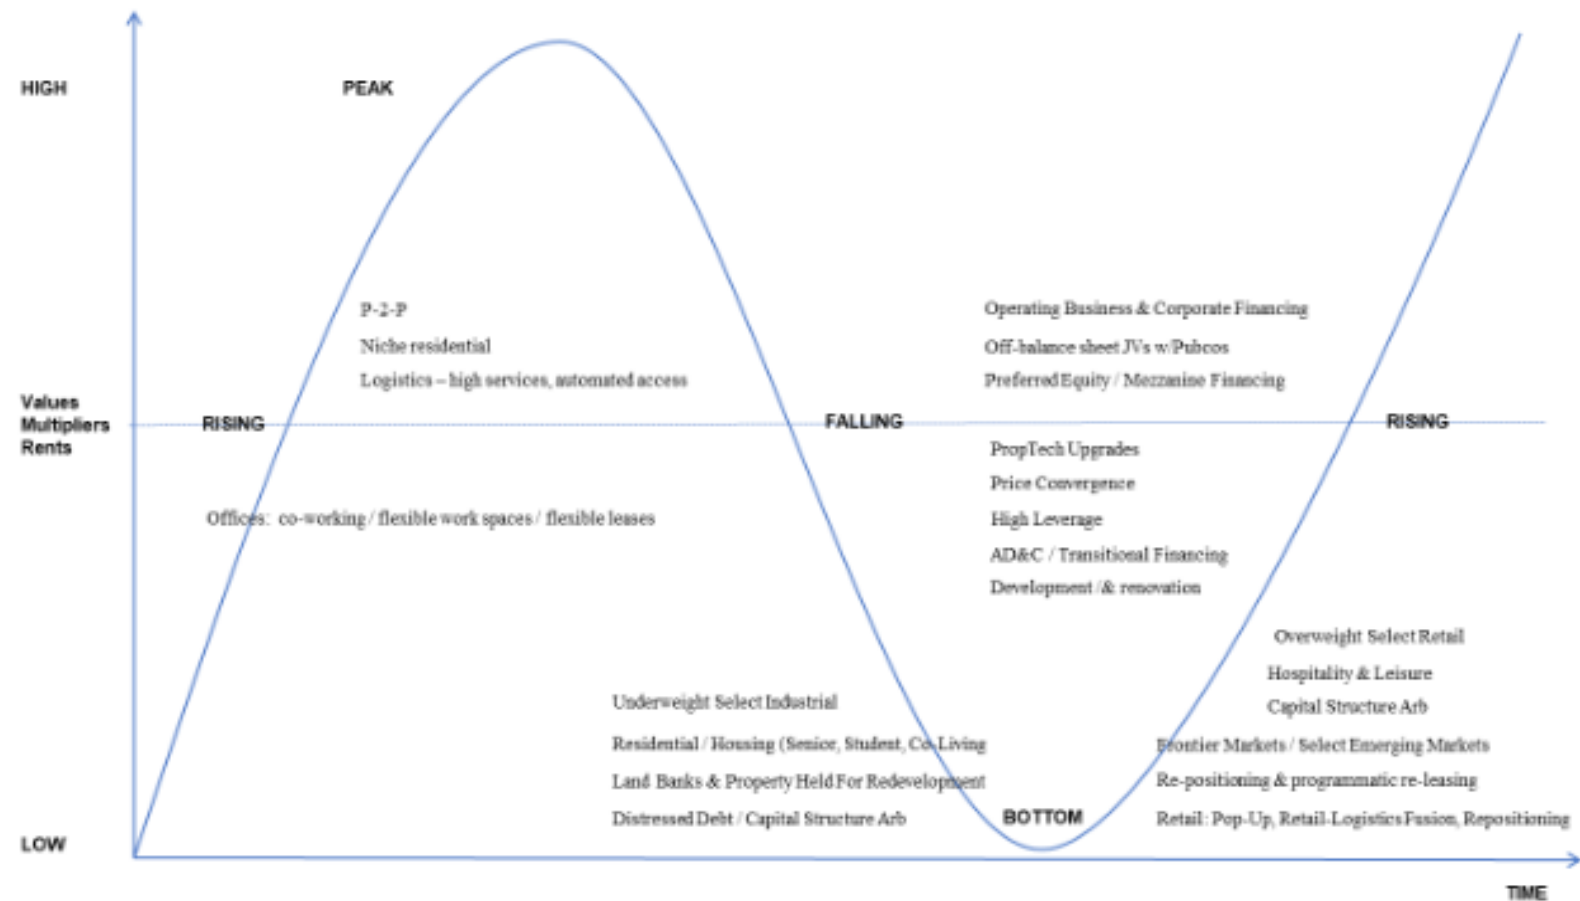 HIGH
PEAK
P-2-P
Niche residential
Logistics – high services, automated access
Operating Business & Corporate Financing
Off-balance sheet JVs w/Pubcos
Preferred Equity / Mezzanine Financing
Values
Multipliers
Rents
RISING
FALLING
RISING
PropTech Upgrades
Price Convergence
High Leverage
AD&C / Transitional Financing
Development /& renovation
Offices: co-working / flexible work spaces / flexible leases
Overweight Select Retail
Hospitality & Leisure
Capital Structure Arb
Underweight Select Industrial
Residential / Housing (Senior, Student, Co-Living
Land Banks & Property Held For Redevelopment
Distressed Debt / Capital Structure Arb
Frontier Markets / Select Emerging Markets
Re-positioning & programmatic re-leasing
Retail: Pop-Up, Retail-Logistics Fusion, Repositioning
BOTTOM
LOW
TIME